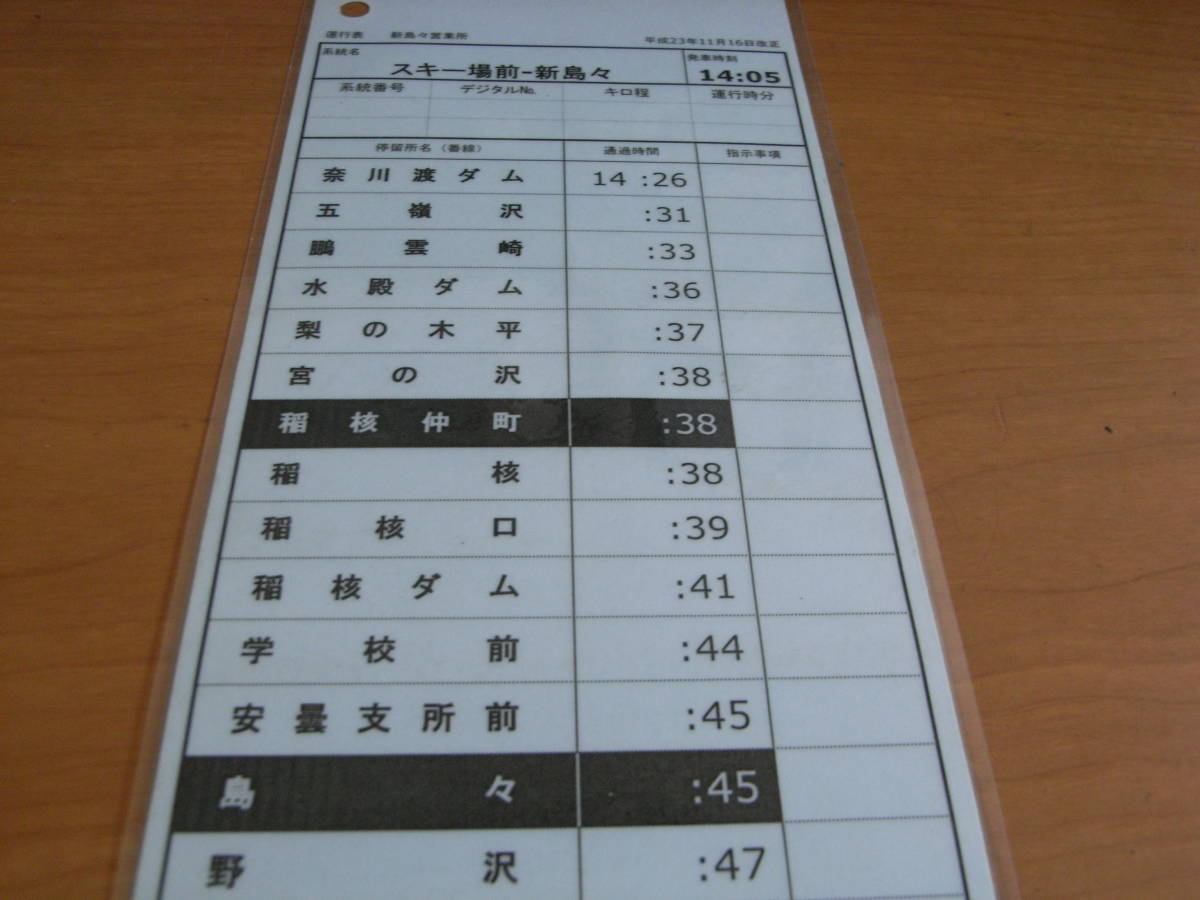 運行表 新島々営業所 平成23年11月16日改正
系統名 発車時刻
スキー場前-新島々 14:05
系統番号 デジタル№ キロ程 運行時分
停留所名（番線） 通過時間 指示事項
奈川渡ダム 14 :26
五嶺沢 :31
鵬雲崎 :33
水殿ダム :36
梨の木平 :37
宮の沢 :38
稲核仲町 :38
稲核 :38
稲核口 :39
稲核ダム :41
学校前 :44
安曇支所前 :45
島々 :45
野沢 :47